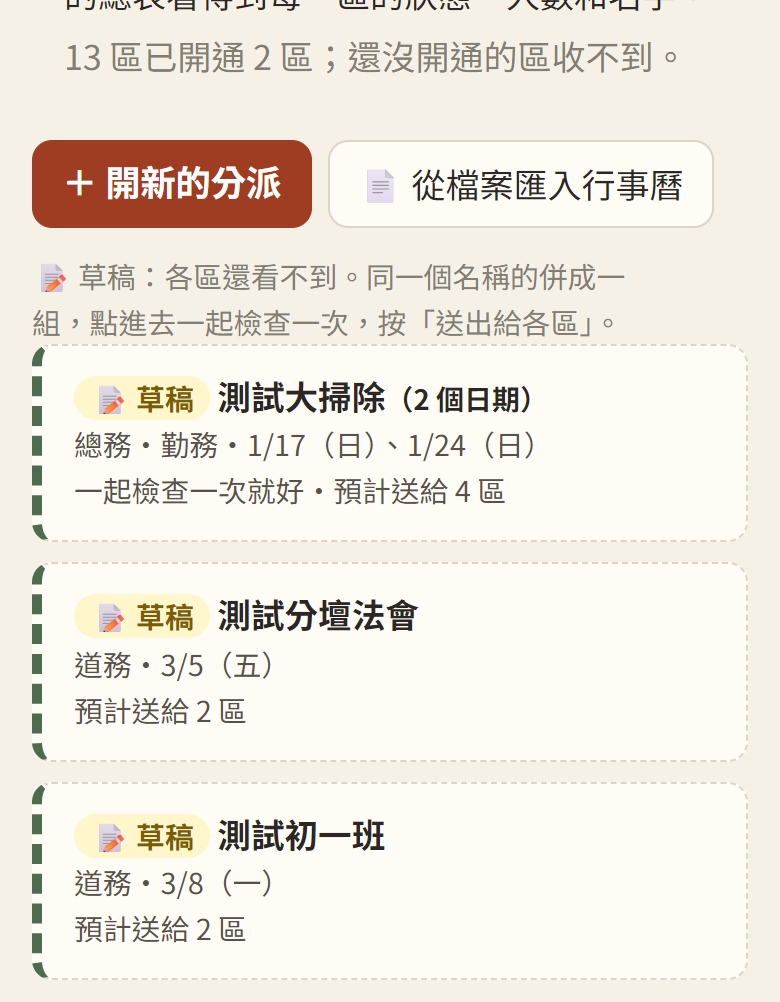 13 區已開通 2 區；還沒開通的區收不到。
＋ 開新的分派
從檔案匯入行事曆
草稿：各區還看不到。同一個名稱的併成一
組，點進去一起檢查一次，按「送出給各區」。
草稿 測試大掃除（2 個日期）
總務・勤務・1/17（日）、1/24（日）
一起檢查一次就好・預計送給 4 區
草稿 測試分壇法會
道務・3/5（五）
預計送給 2 區
草稿 測試初一班
道務・3/8（一）
預計送給 2 區